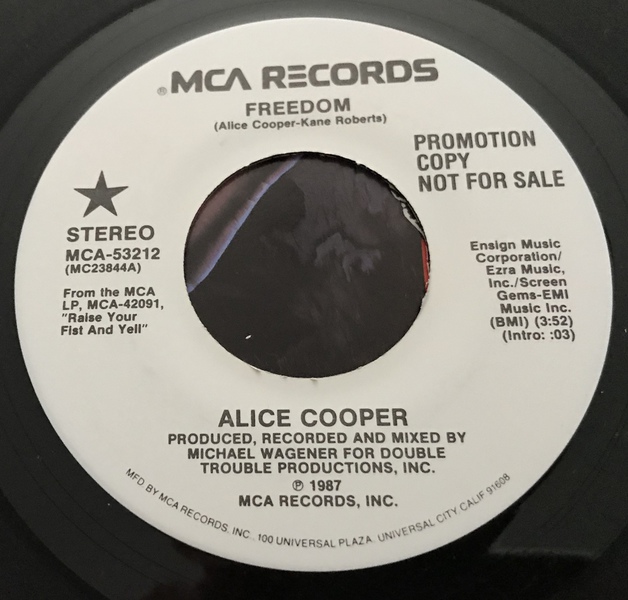 ® MCA RECORDS
FREEDOM
(Alice Cooper-Kane Roberts)
PROMOTION
COPY
NOT FOR SALE
STEREO
MCA-53212
(MC23844A)
From the MCA
LP, MCA-42091,
"Raise Your
Fist And Yell"
Ensign Music
Corporation/
Ezra Music,
Inc./Screen
Gems-EMI
Music Inc.
(BMI) (3:52)
(Intro: :03)
ALICE COOPER
PRODUCED, RECORDED AND MIXED BY
MICHAEL WAGENER FOR DOUBLE
TROUBLE PRODUCTIONS, INC.
℗ 1987
MCA RECORDS, INC.
MFD. BY MCA RECORDS, INC., 100 UNIVERSAL PLAZA, UNIVERSAL CITY, CALIF. 91608